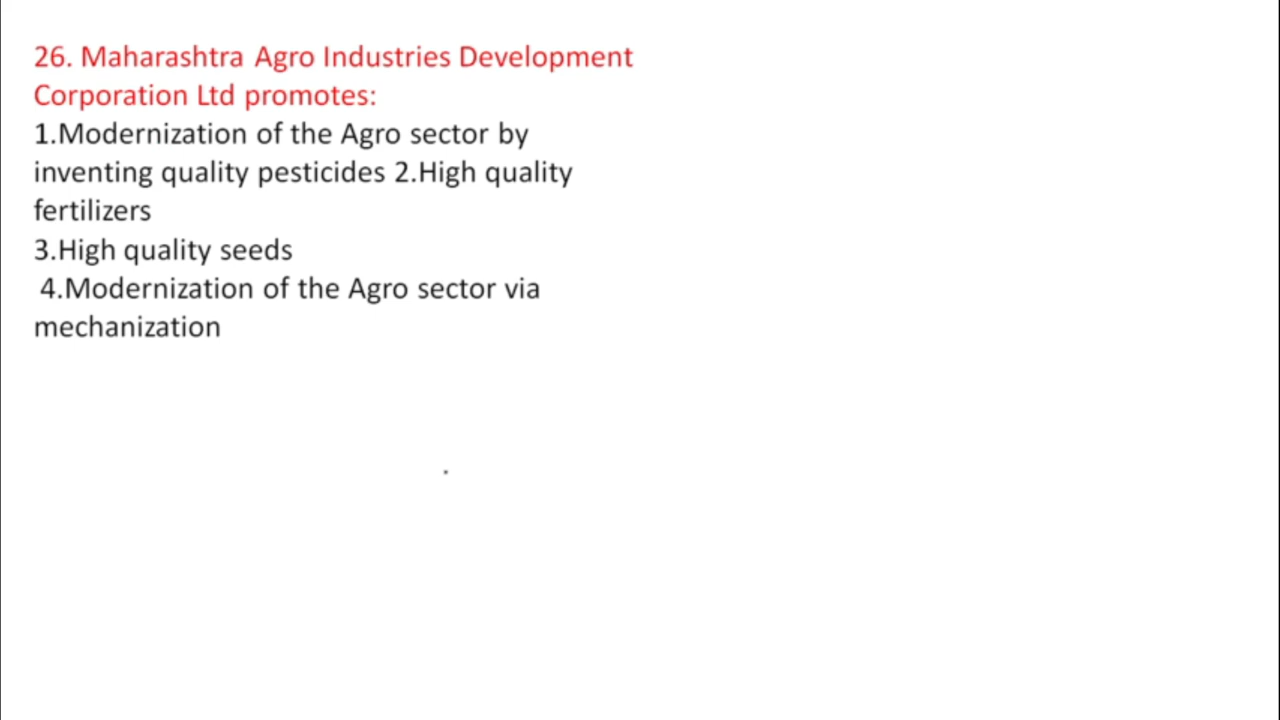 26. Maharashtra Agro Industries Development
Corporation Ltd promotes:
1.Modernization of the Agro sector by
inventing quality pesticides 2.High quality
fertilizers
3.High quality seeds
4.Modernization of the Agro sector via
mechanization